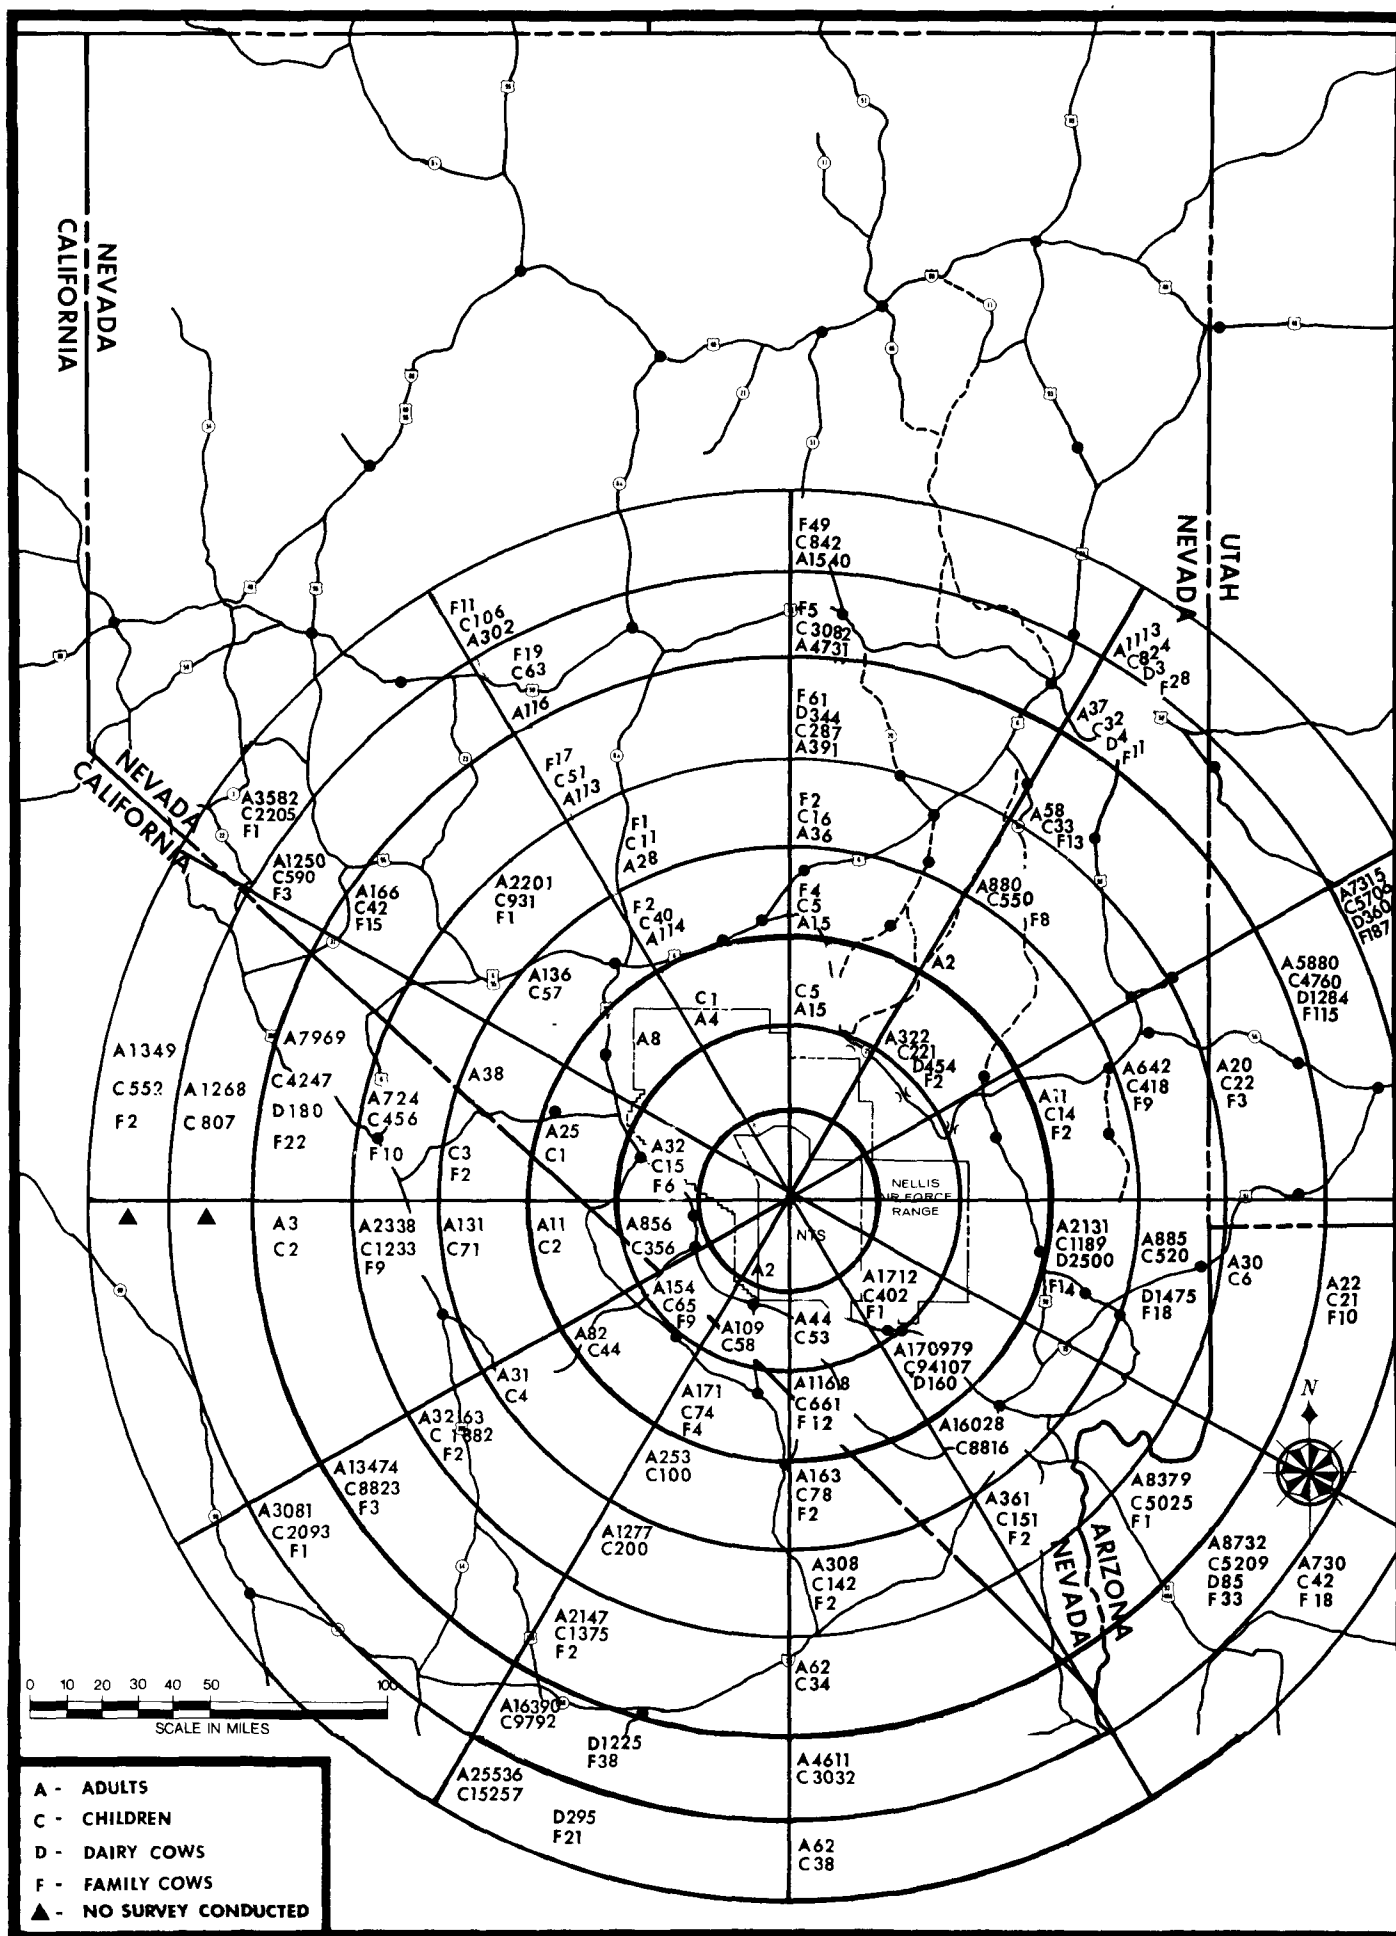 NEVADA
CALIFORNIA
UTAH
NEVADA
NEVADA
CALIFORNIA
F49
C842
A1540
F11
C106
A302
F5
C3082
A4731
F19
C63
A116
A1113
C824
D3
F28
F61
D344
C287
A391
A37
C32
D4
F11
F17
C51
A113
A3582
C2205
F1
F2
C16
A36
A58
C33
F13
F1
C11
A28
A1250
C590
F3
A166
C42
F15
A2201
C931
F1
F2
C40
A114
F4
C5
A15
A880
C550
F8
A7315
C5706
D360
F187
A136
C57
A2
A5880
C4760
D1284
F115
C1
A4
C5
A15
A8
A322
C221
D454
F2
A1349
C552
F2
A1268
C807
A7969
C4247
D180
F22
A724
C456
F10
A38
C3
F2
A25
C1
A32
C15
F6
A11
C14
F2
A642
C418
F9
A20
C22
F3
NELLIS
AIR FORCE
RANGE
NTS
A3
C2
A2338
C1233
F9
A131
C71
A11
C2
A856
C356
A2
A1712
C402
F1
A2131
C1189
D2500
F14
A885
C520
D1475
F18
A30
C6
A22
C21
F10
A154
C65
F9
A109
C58
A44
C53
A170979
C94107
D160
A82
C44
A31
C4
A171
C74
F4
A1168
C661
F12
A16028
C8816
N
A32163
C1882
F2
A253
C100
A163
C78
F2
A361
C151
F2
A8379
C5025
F1
A13474
C8823
F3
A3081
C2093
F1
A1277
C200
A308
C142
F2
ARIZONA
NEVADA
A8732
C5209
D85
F33
A730
C42
F18
A2147
C1375
F2
A62
C34
A16390
C9792
D1225
F38
A4611
C3032
A25536
C15257
D295
F21
A62
C38
0 10 20 30 40 50 100
SCALE IN MILES
A - ADULTS
C - CHILDREN
D - DAIRY COWS
F - FAMILY COWS
▲ - NO SURVEY CONDUCTED